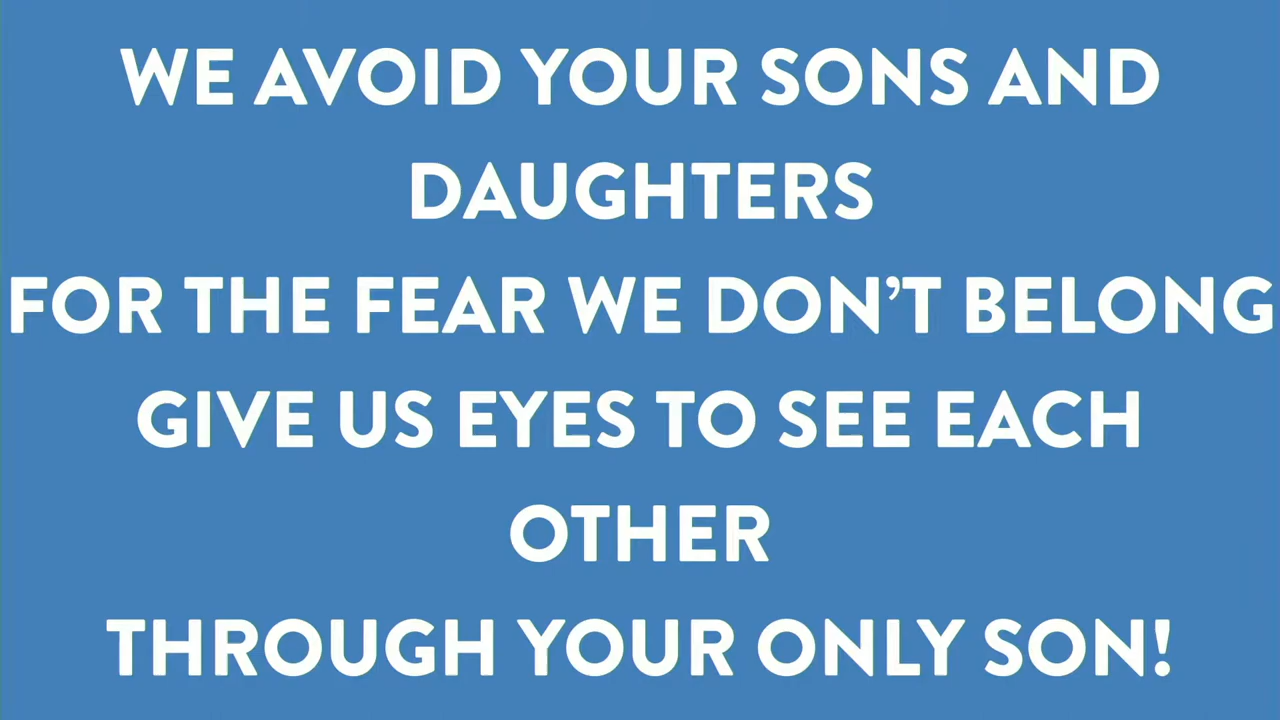 WE AVOID YOUR SONS AND
DAUGHTERS
FOR THE FEAR WE DON’T BELONG
GIVE US EYES TO SEE EACH
OTHER
THROUGH YOUR ONLY SON!